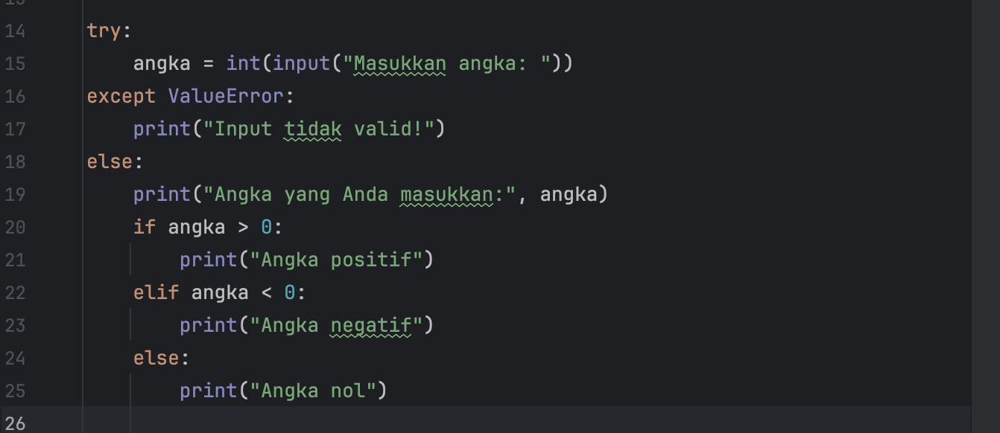 14 try:
15 angka = int(input("Masukkan angka: "))
16 except ValueError:
17 print("Input tidak valid!")
18 else:
19 print("Angka yang Anda masukkan:", angka)
20 if angka > 0:
21 print("Angka positif")
22 elif angka < 0:
23 print("Angka negatif")
24 else:
25 print("Angka nol")
26